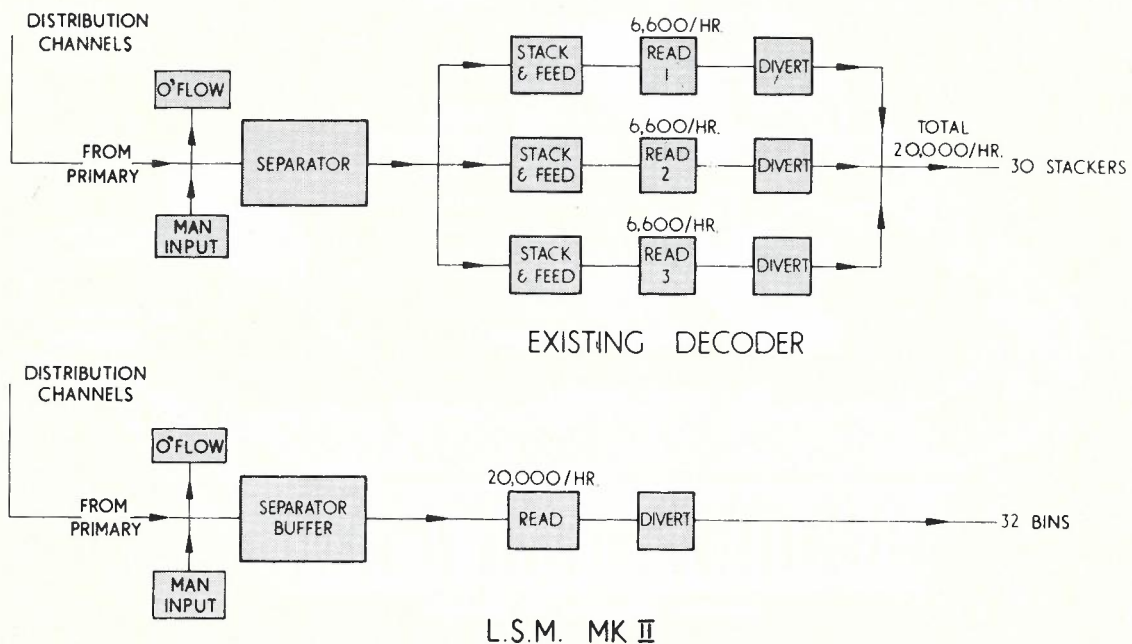 DISTRIBUTION
CHANNELS
O'FLOW
FROM
PRIMARY
MAN
INPUT
SEPARATOR
STACK
& FEED
6,600/HR.
READ
1
DIVERT
STACK
& FEED
6,600/HR.
READ
2
DIVERT
STACK
& FEED
6,600/HR.
READ
3
DIVERT
TOTAL
20,000/HR.
30 STACKERS
EXISTING DECODER
DISTRIBUTION
CHANNELS
O'FLOW
FROM
PRIMARY
MAN
INPUT
SEPARATOR
BUFFER
20,000/HR.
READ
DIVERT
32 BINS
L.S.M. MK II